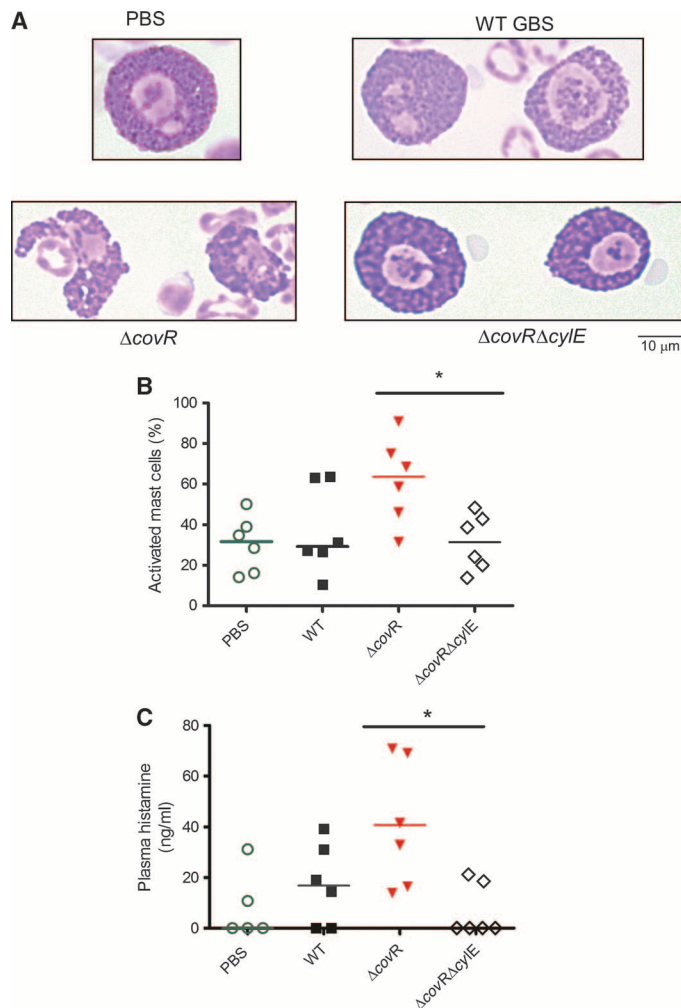 A
PBS
WT GBS
ΔcovR
ΔcovRΔcylE
10 μm
B
*
Activated mast cells (%)
100
80
60
40
20
0
PBS
WT
ΔcovR
ΔcovRΔcylE
C
*
Plasma histamine
(ng/ml)
80
60
40
20
0
PBS
WT
ΔcovR
ΔcovRΔcylE